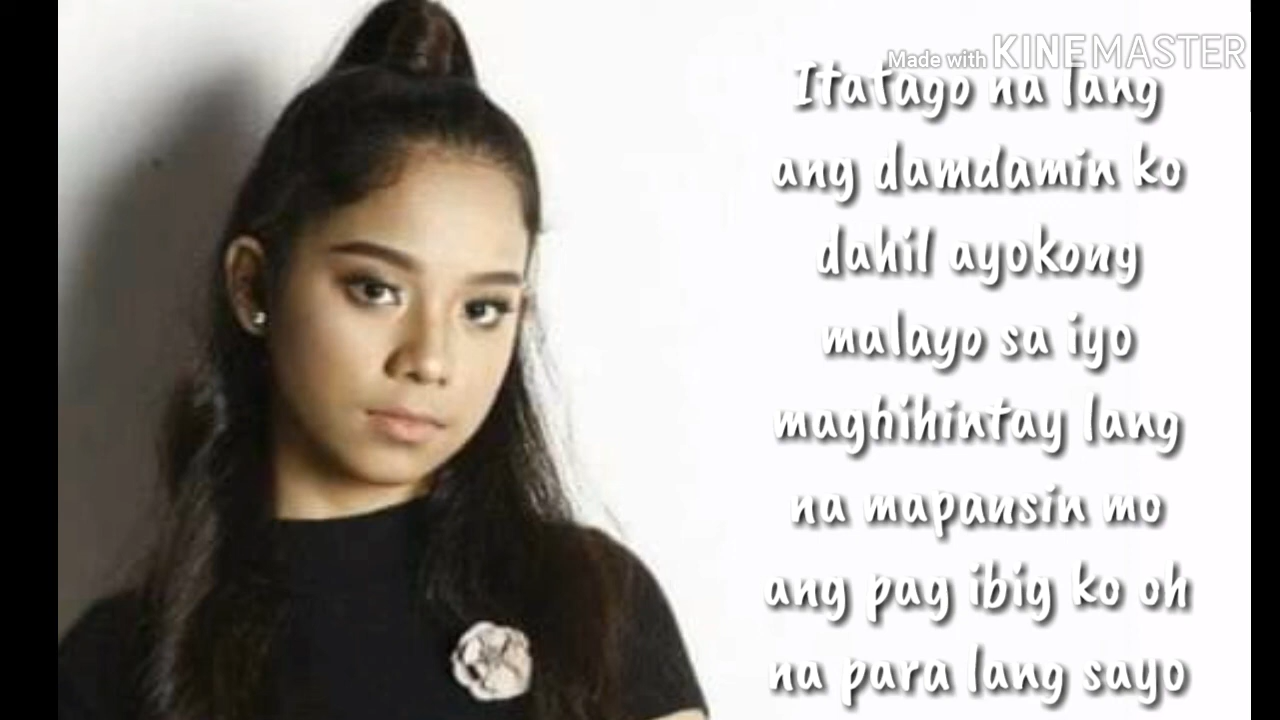 Made with KINEMASTER
Itatago na lang
ang damdamin ko
dahil ayokong
malayo sa iyo
maghihintay lang
na mapansin mo
ang pag ibig ko oh
na para lang sayo